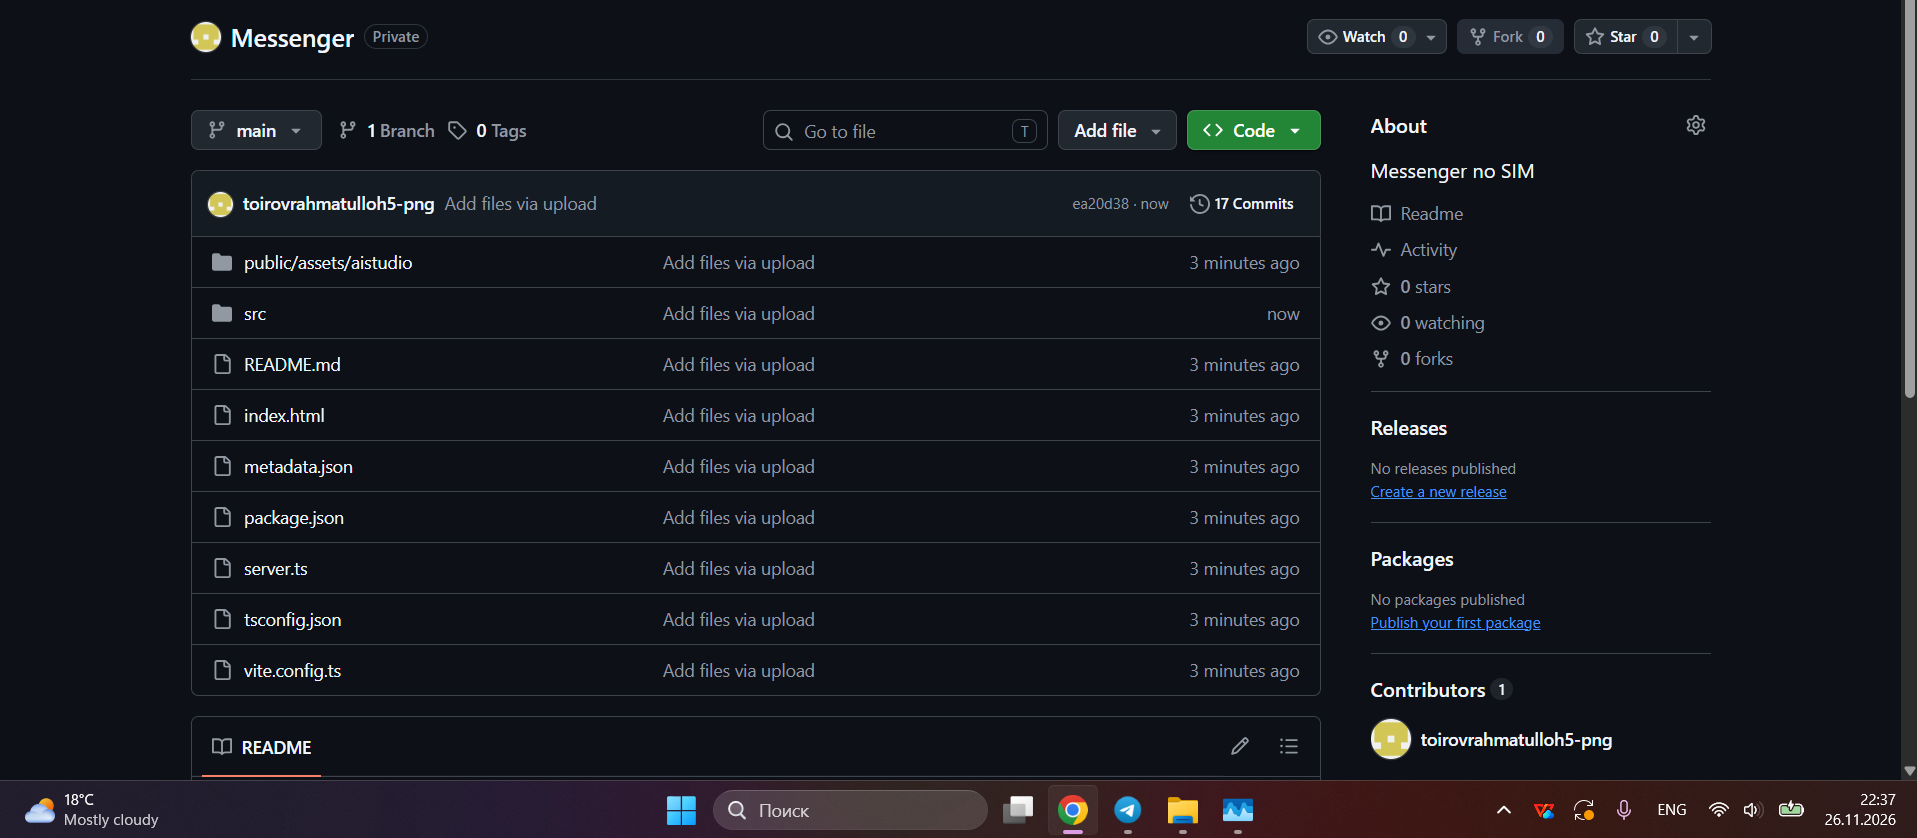 Messenger Private
Watch 0
Fork 0
Star 0
main
1 Branch
0 Tags
Go to file
T
Add file
Code
toirovrahmatulloh5-png Add files via upload
ea20d38 · now
17 Commits
public/assets/aistudio Add files via upload 3 minutes ago
src Add files via upload now
README.md Add files via upload 3 minutes ago
index.html Add files via upload 3 minutes ago
metadata.json Add files via upload 3 minutes ago
package.json Add files via upload 3 minutes ago
server.ts Add files via upload 3 minutes ago
tsconfig.json Add files via upload 3 minutes ago
vite.config.ts Add files via upload 3 minutes ago
README
About
Messenger no SIM
Readme
Activity
0 stars
0 watching
0 forks
Releases
No releases published
Create a new release
Packages
No packages published
Publish your first package
Contributors 1
toirovrahmatulloh5-png
18°C
Mostly cloudy
Поиск
ENG
22:37
26.11.2026